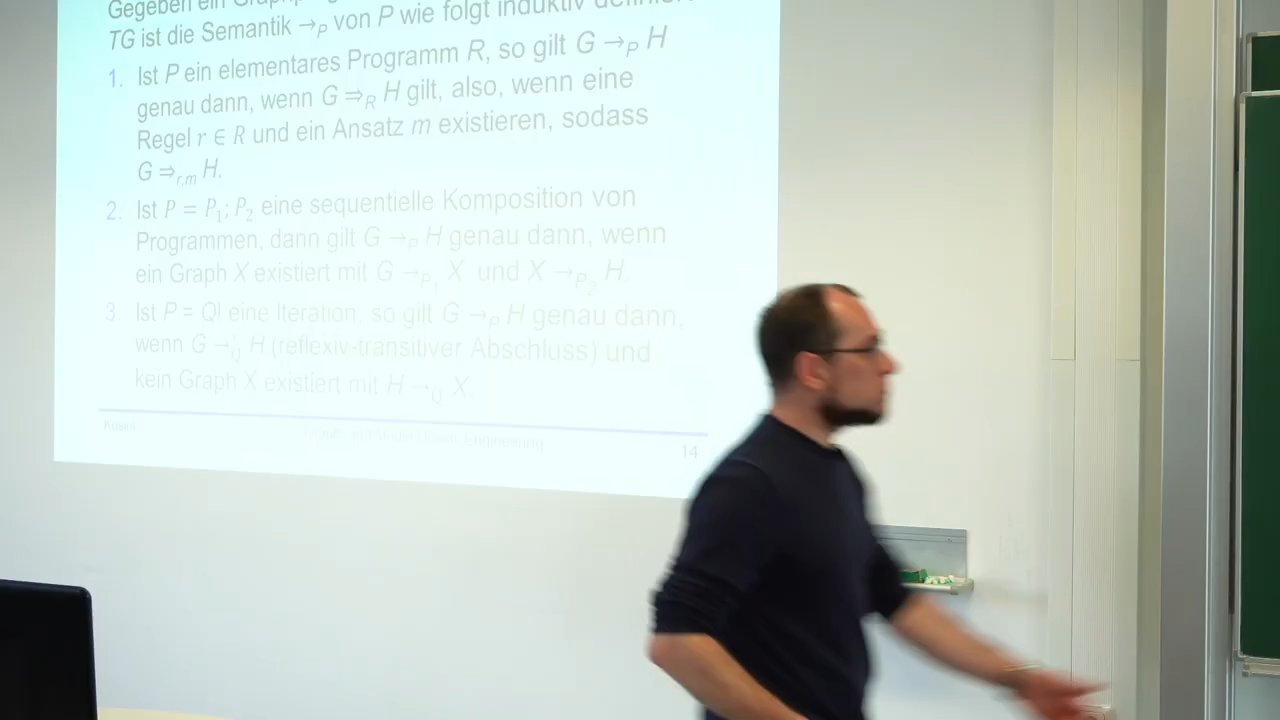 Gegeben ein
TG ist die Semantik →P von P wie folgt induktiv
1. Ist P ein elementares Programm R, so gilt G →P H
genau dann, wenn G ⇒R H gilt, also, wenn eine
Regel r ∈ R und ein Ansatz m existieren, sodass
G ⇒r,m H.
2. Ist P = P1; P2 eine sequentielle Komposition von
Programmen, dann gilt G →P H genau dann, wenn
ein Graph X existiert mit G →P1 X und X →P2 H.
3. Ist P = Q! eine Iteration, so gilt G →P H genau dann,
wenn G H (reflexiv-transitiver Abschluss) und
kein Graph X existiert mit H →Q X.
Engineering
14